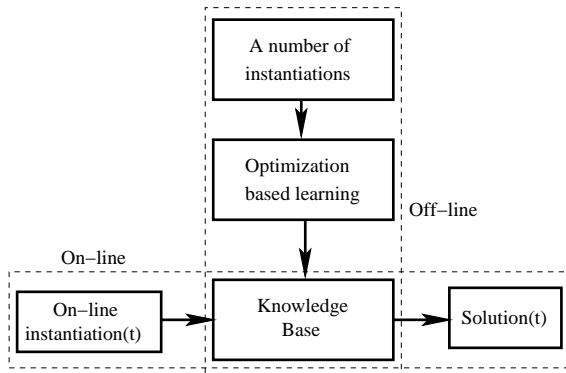 A number of
instantiations
Optimization
based learning
Off−line
On−line
On−line
instantiation(t)
Knowledge
Base
Solution(t)